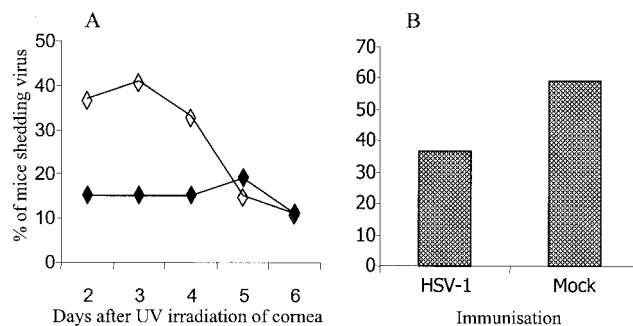 A
% of mice shedding virus
50
40
30
20
10
0
2 3 4 5 6
Days after UV irradiation of cornea
B
70
60
50
40
30
20
10
0
HSV-1 Mock
Immunisation